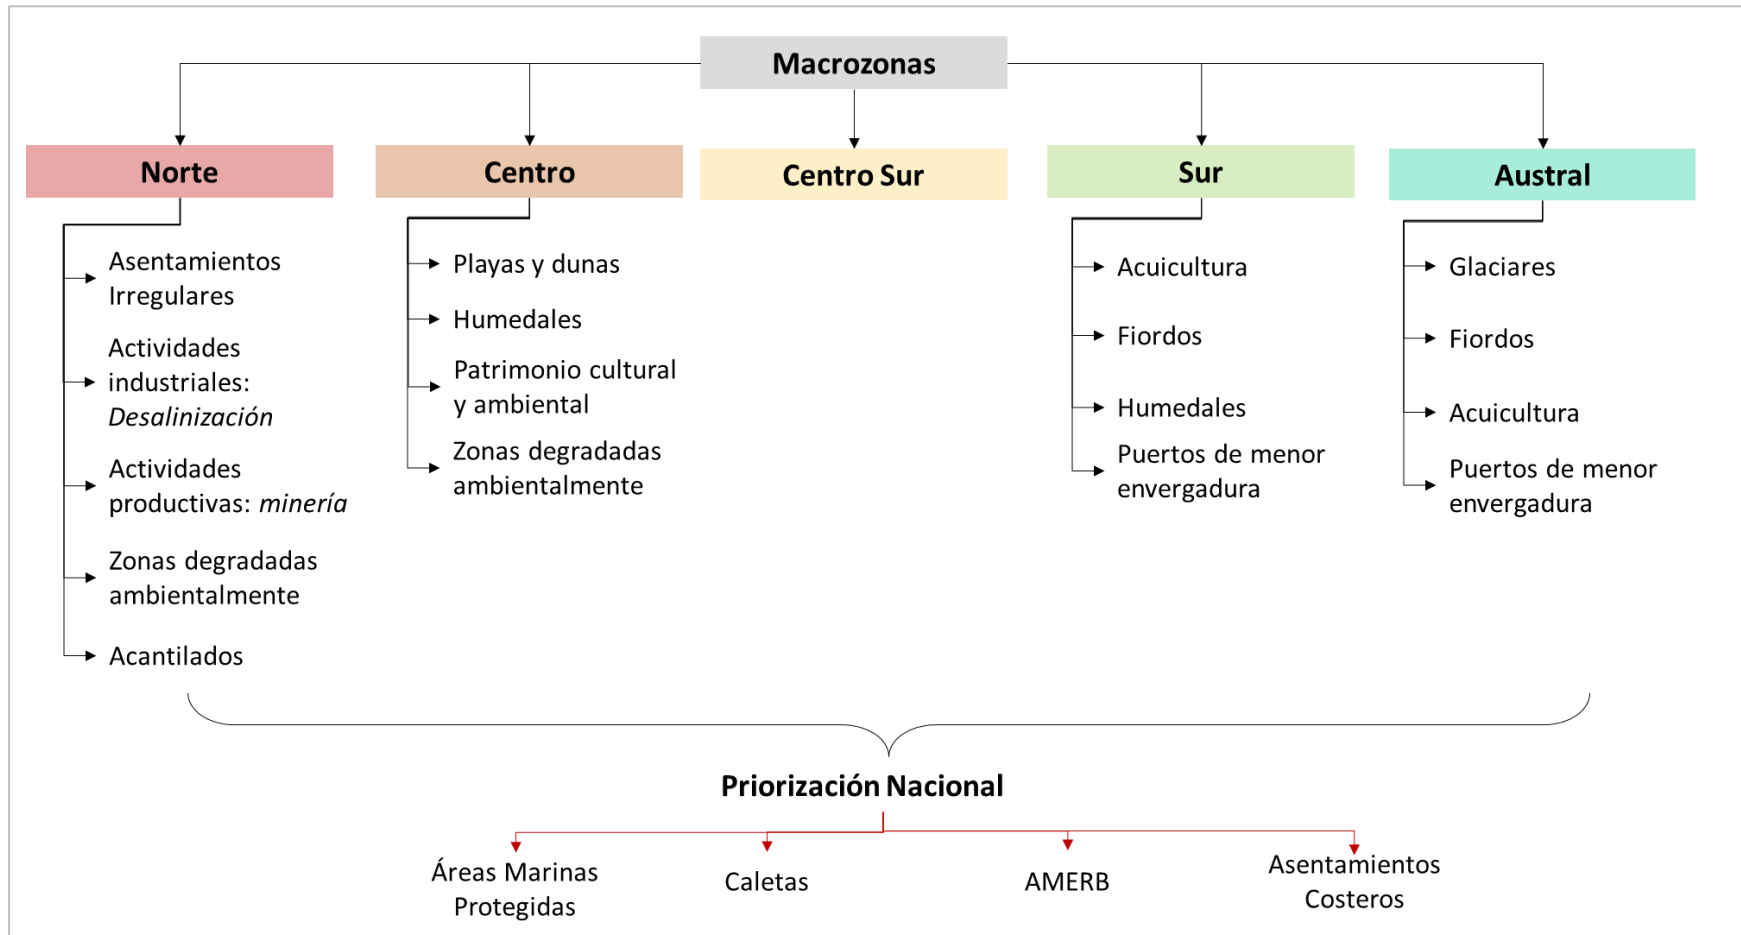 Macrozonas
Norte
Asentamientos
Irregulares
Actividades
industriales:
Desalinización
Actividades
productivas: minería
Zonas degradadas
ambientalmente
Acantilados
Centro
Playas y dunas
Humedales
Patrimonio cultural
y ambiental
Zonas degradadas
ambientalmente
Centro Sur
Sur
Acuicultura
Fiordos
Humedales
Puertos de menor
envergadura
Austral
Glaciares
Fiordos
Acuicultura
Puertos de menor
envergadura
Priorización Nacional
Áreas Marinas
Protegidas
Caletas
AMERB
Asentamientos
Costeros